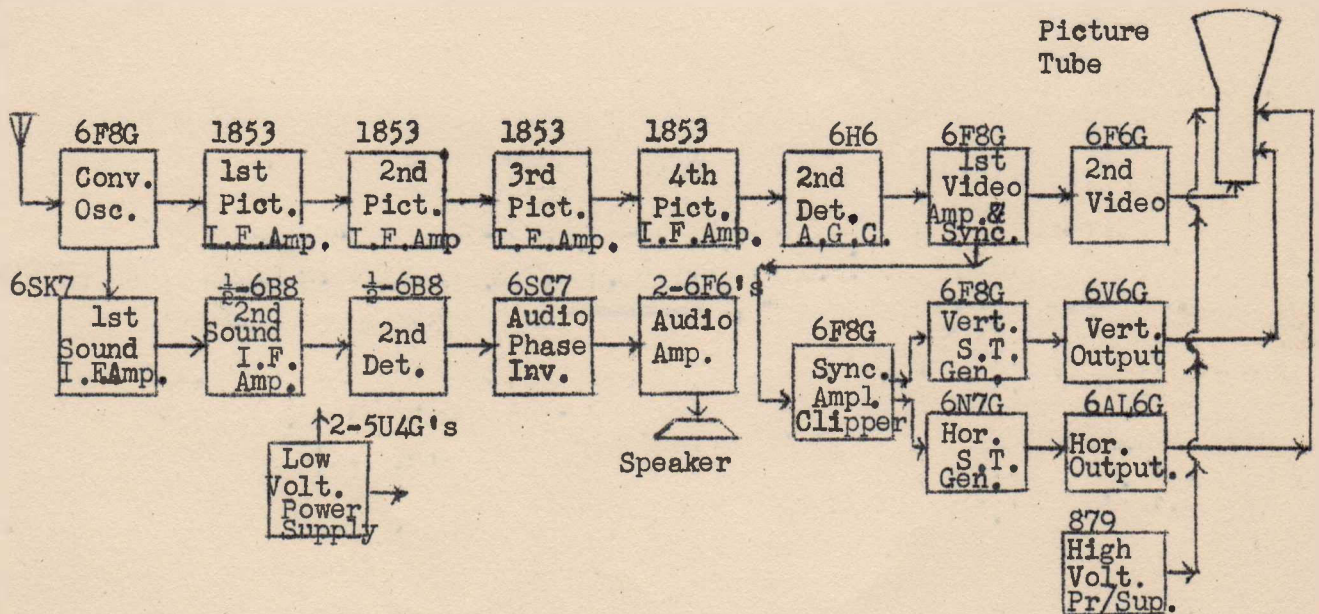 Picture
Tube
6F8G
Conv.
Osc.
1853
1st
Pict.
I.F.Amp.
1853
2nd
Pict.
I.F.Amp
1853
3rd
Pict.
I.F.Amp.
1853
4th
Pict.
I.F.Amp.
6H6
2nd
Det.
A.G.C.
6F8G
1st
Video
Amp.&
Sync.
6F6G
2nd
Video
6SK7
1st
Sound
I.FAmp.
½-6B8
2nd
Sound
I.F.
Amp.
½-6B8
2nd
Det.
6SC7
Audio
Phase
Inv.
2-6F6's
Audio
Amp.
Speaker
6F8G
Sync.
Ampl.
Clipper
6F8G
Vert.
S.T.
Gen.
6V6G
Vert.
Output
6N7G
Hor.
S.T.
Gen.
6AL6G
Hor.
Output.
2-5U4G's
Low
Volt.
Power
Supply
879
High
Volt.
Pr/Sup.